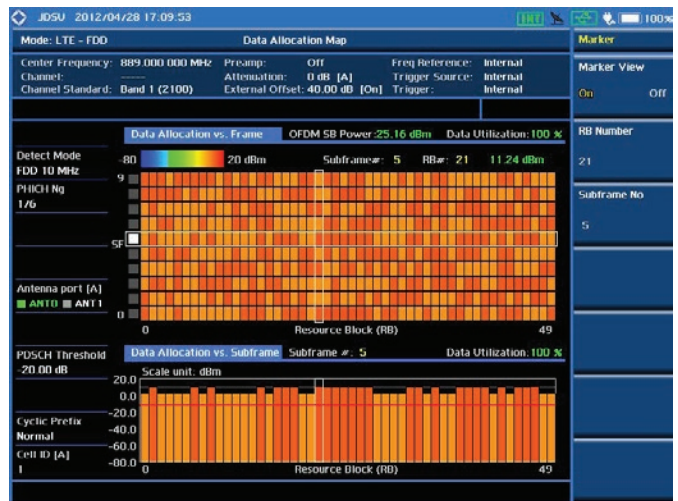 JDSU 2012/04/28 17:09:53 INT 100%
Mode: LTE - FDD Data Allocation Map Marker
Center Frequency: 889.000 000 MHz Preamp: Off Freq Reference: Internal
Channel: ----- Attenuation: 0 dB [A] Trigger Source: Internal
Channel Standard: Band 1 (2100) External Offset: 40.00 dB [On] Trigger: Internal
Marker View
On Off
Data Allocation vs. Frame OFDM SB Power:25.16 dBm Data Utilization:100 %
RB Number
21
Detect Mode
FDD 10 MHz
-80 20 dBm Subframe#: 5 RB#: 21 11.24 dBm
PHICH Ng
1/6
9
Subframe No
5
SF
Antenna port [A]
ANT0 ANT1
0
0 Resource Block (RB) 49
PDSCH Threshold
-20.00 dB
Data Allocation vs. Subframe Subframe #: 5 Data Utilization:100 %
Scale unit: dBm
20.0
0.0
-20.0
-40.0
-60.0
-80.0
Cyclic Prefix
Normal
Cell ID [A]
1
0 Resource Block (RB) 49